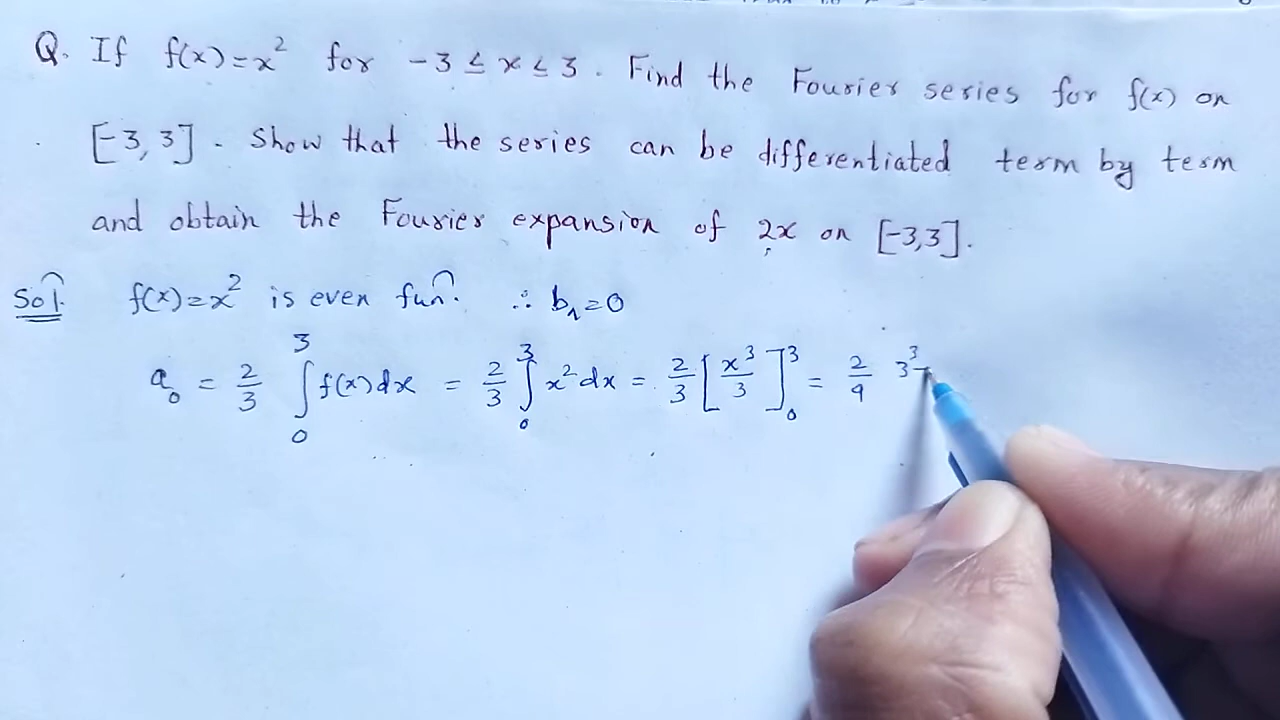 Q. If f(x)=x² for -3 ≤ x ≤ 3. Find the Fourier series for f(x) on
[-3, 3]. Show that the series can be differentiated term by term
and obtain the Fourier expansion of 2x on [-3,3].
Solⁿ. f(x)=x² is even funⁿ. ∴ bₙ=0
a₀ = 2/3 ∫₀³ f(x)dx = 2/3 ∫₀³ x² dx = 2/3 [x³/3]₀³ = 2/9 3³-